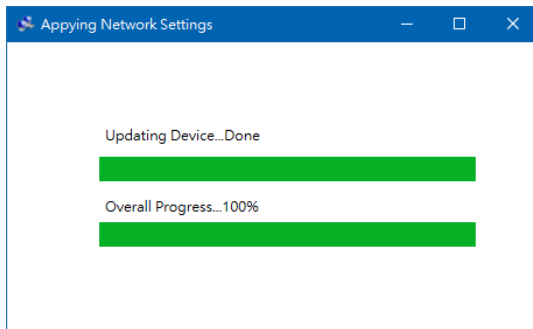 Appying Network Settings
Updating Device...Done
Overall Progress...100%